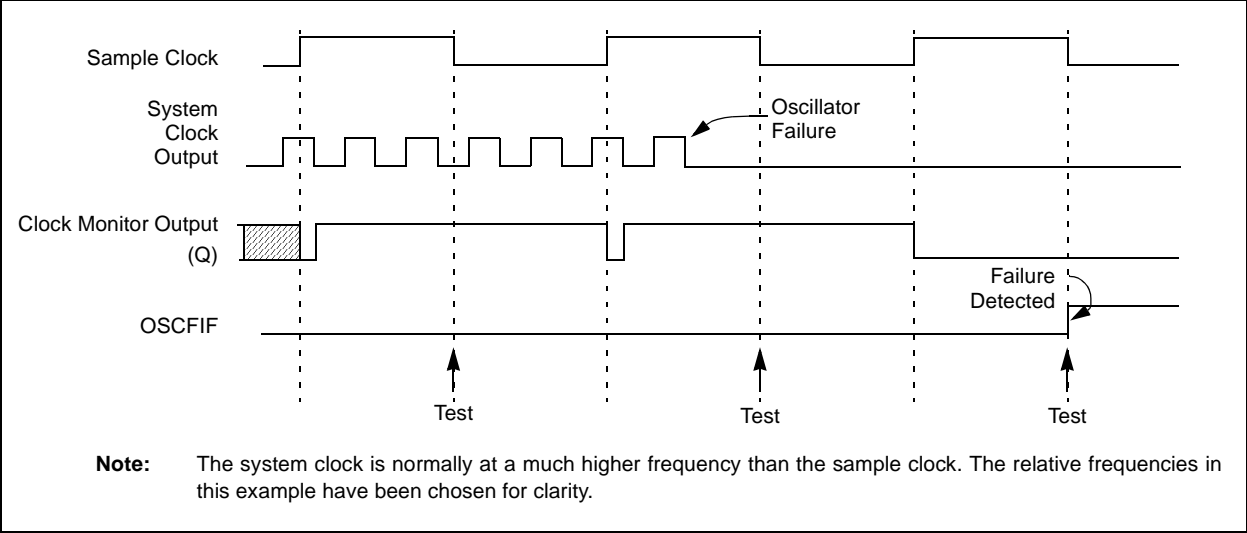 Sample Clock
System
Clock
Output
Oscillator
Failure
Clock Monitor Output
(Q)
Failure
Detected
OSCFIF
Test
Test
Test
Note: The system clock is normally at a much higher frequency than the sample clock. The relative frequencies in
this example have been chosen for clarity.